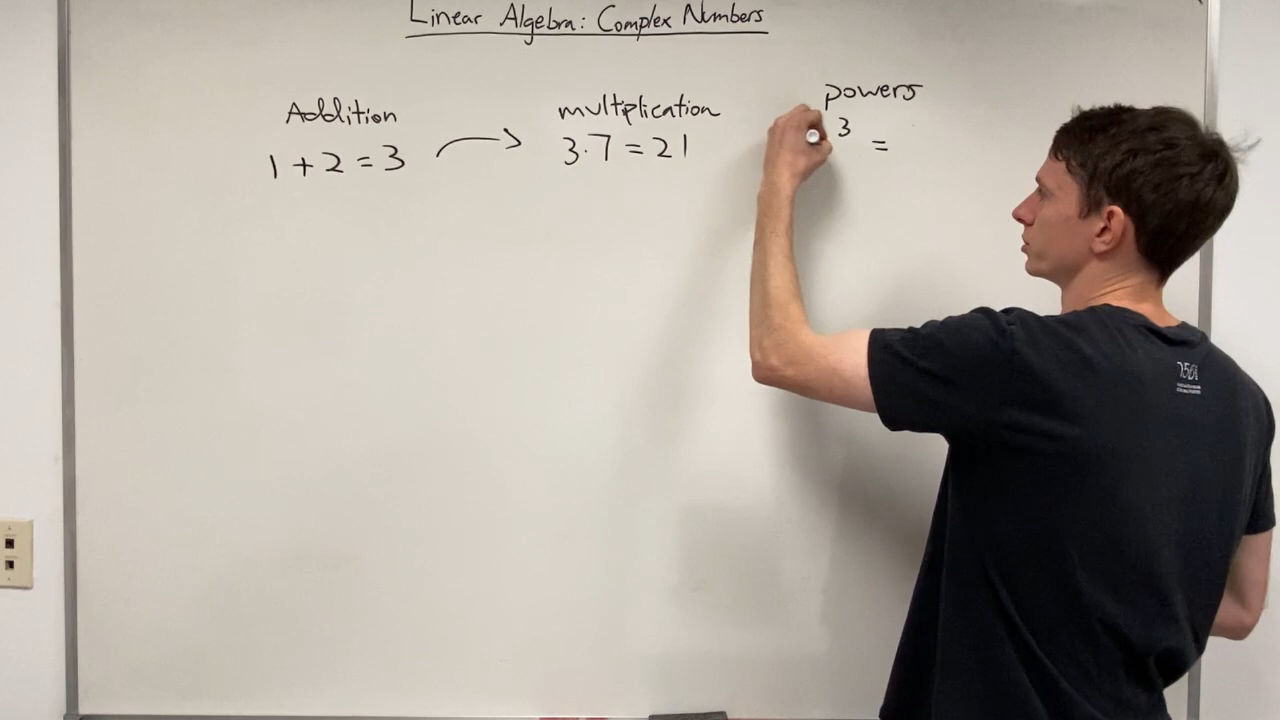 Linear Algebra: Complex Numbers
Addition
1 + 2 = 3
multiplication
3·7 = 21
powers
3 =